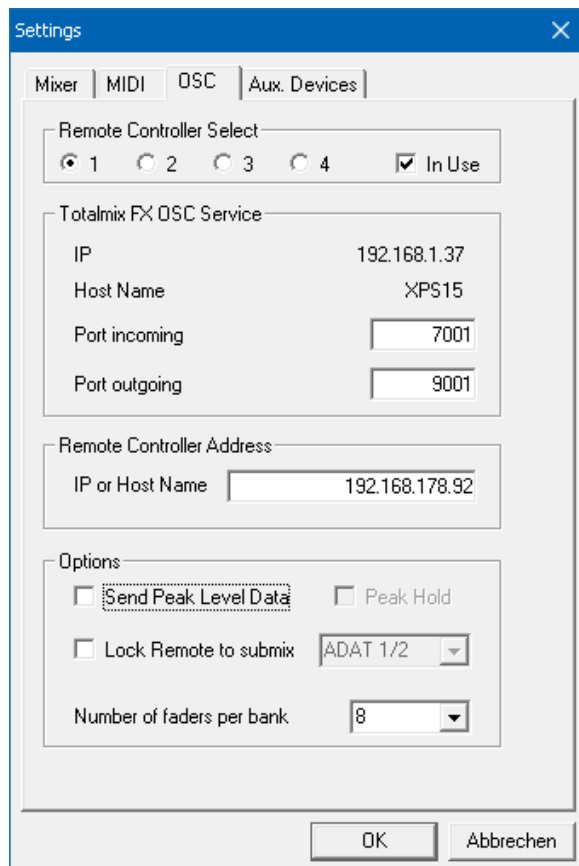 Settings
Mixer MIDI OSC Aux. Devices
Remote Controller Select
1 2 3 4 In Use
Totalmix FX OSC Service
IP 192.168.1.37
Host Name XPS15
Port incoming 7001
Port outgoing 9001
Remote Controller Address
IP or Host Name 192.168.178.92
Options
Send Peak Level Data Peak Hold
Lock Remote to submix ADAT 1/2
Number of faders per bank 8
OK Abbrechen